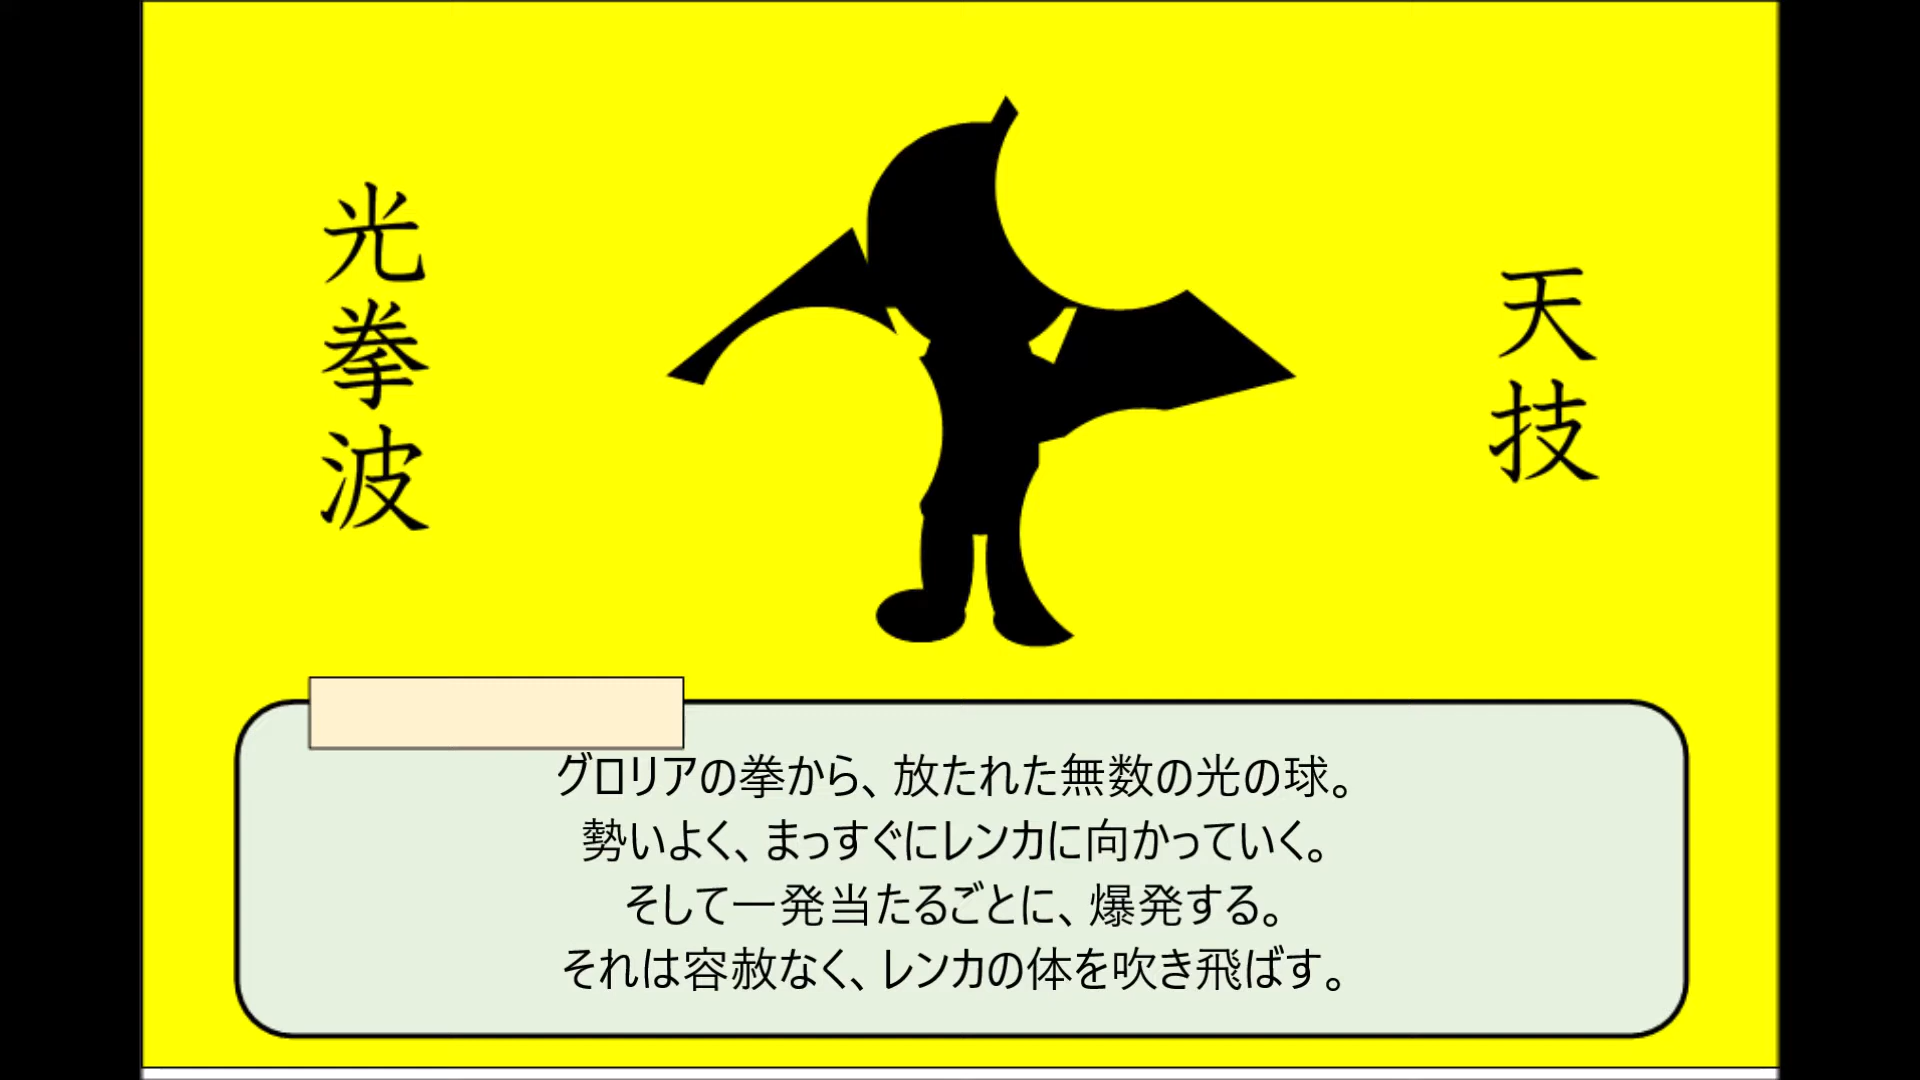 天技
光拳波
グロリアの拳から、放たれた無数の光の球。
勢いよく、まっすぐにレンカに向かっていく。
そして一発当たるごとに、爆発する。
それは容赦なく、レンカの体を吹き飛ばす。